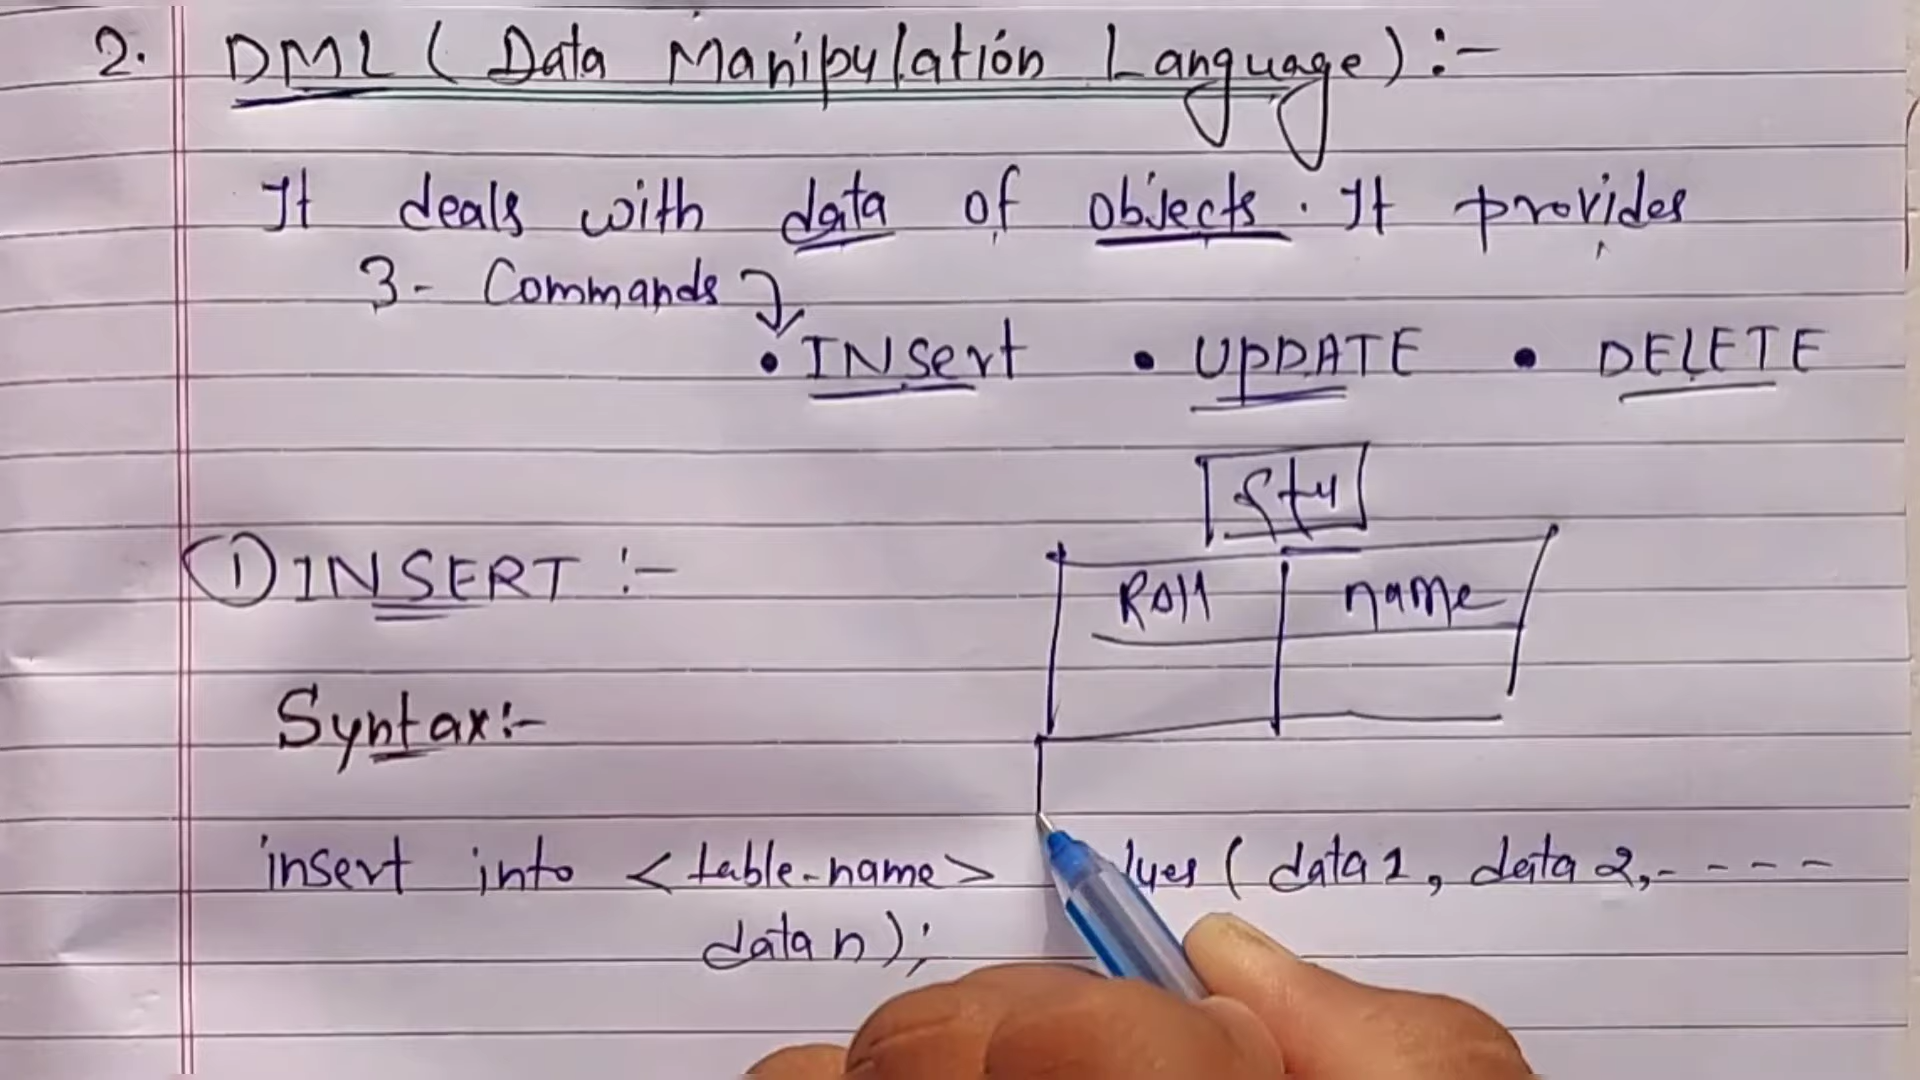 2. DML ( Data Manipulation Language ) :-
It deals with data of objects. It provides
3- Commands
• INSert • UPDATE • DELETE
Stu
① INSERT :-
Roll name
Syntax:-
insert into <table-name> ( data 1, data 2, - - - -
data n);